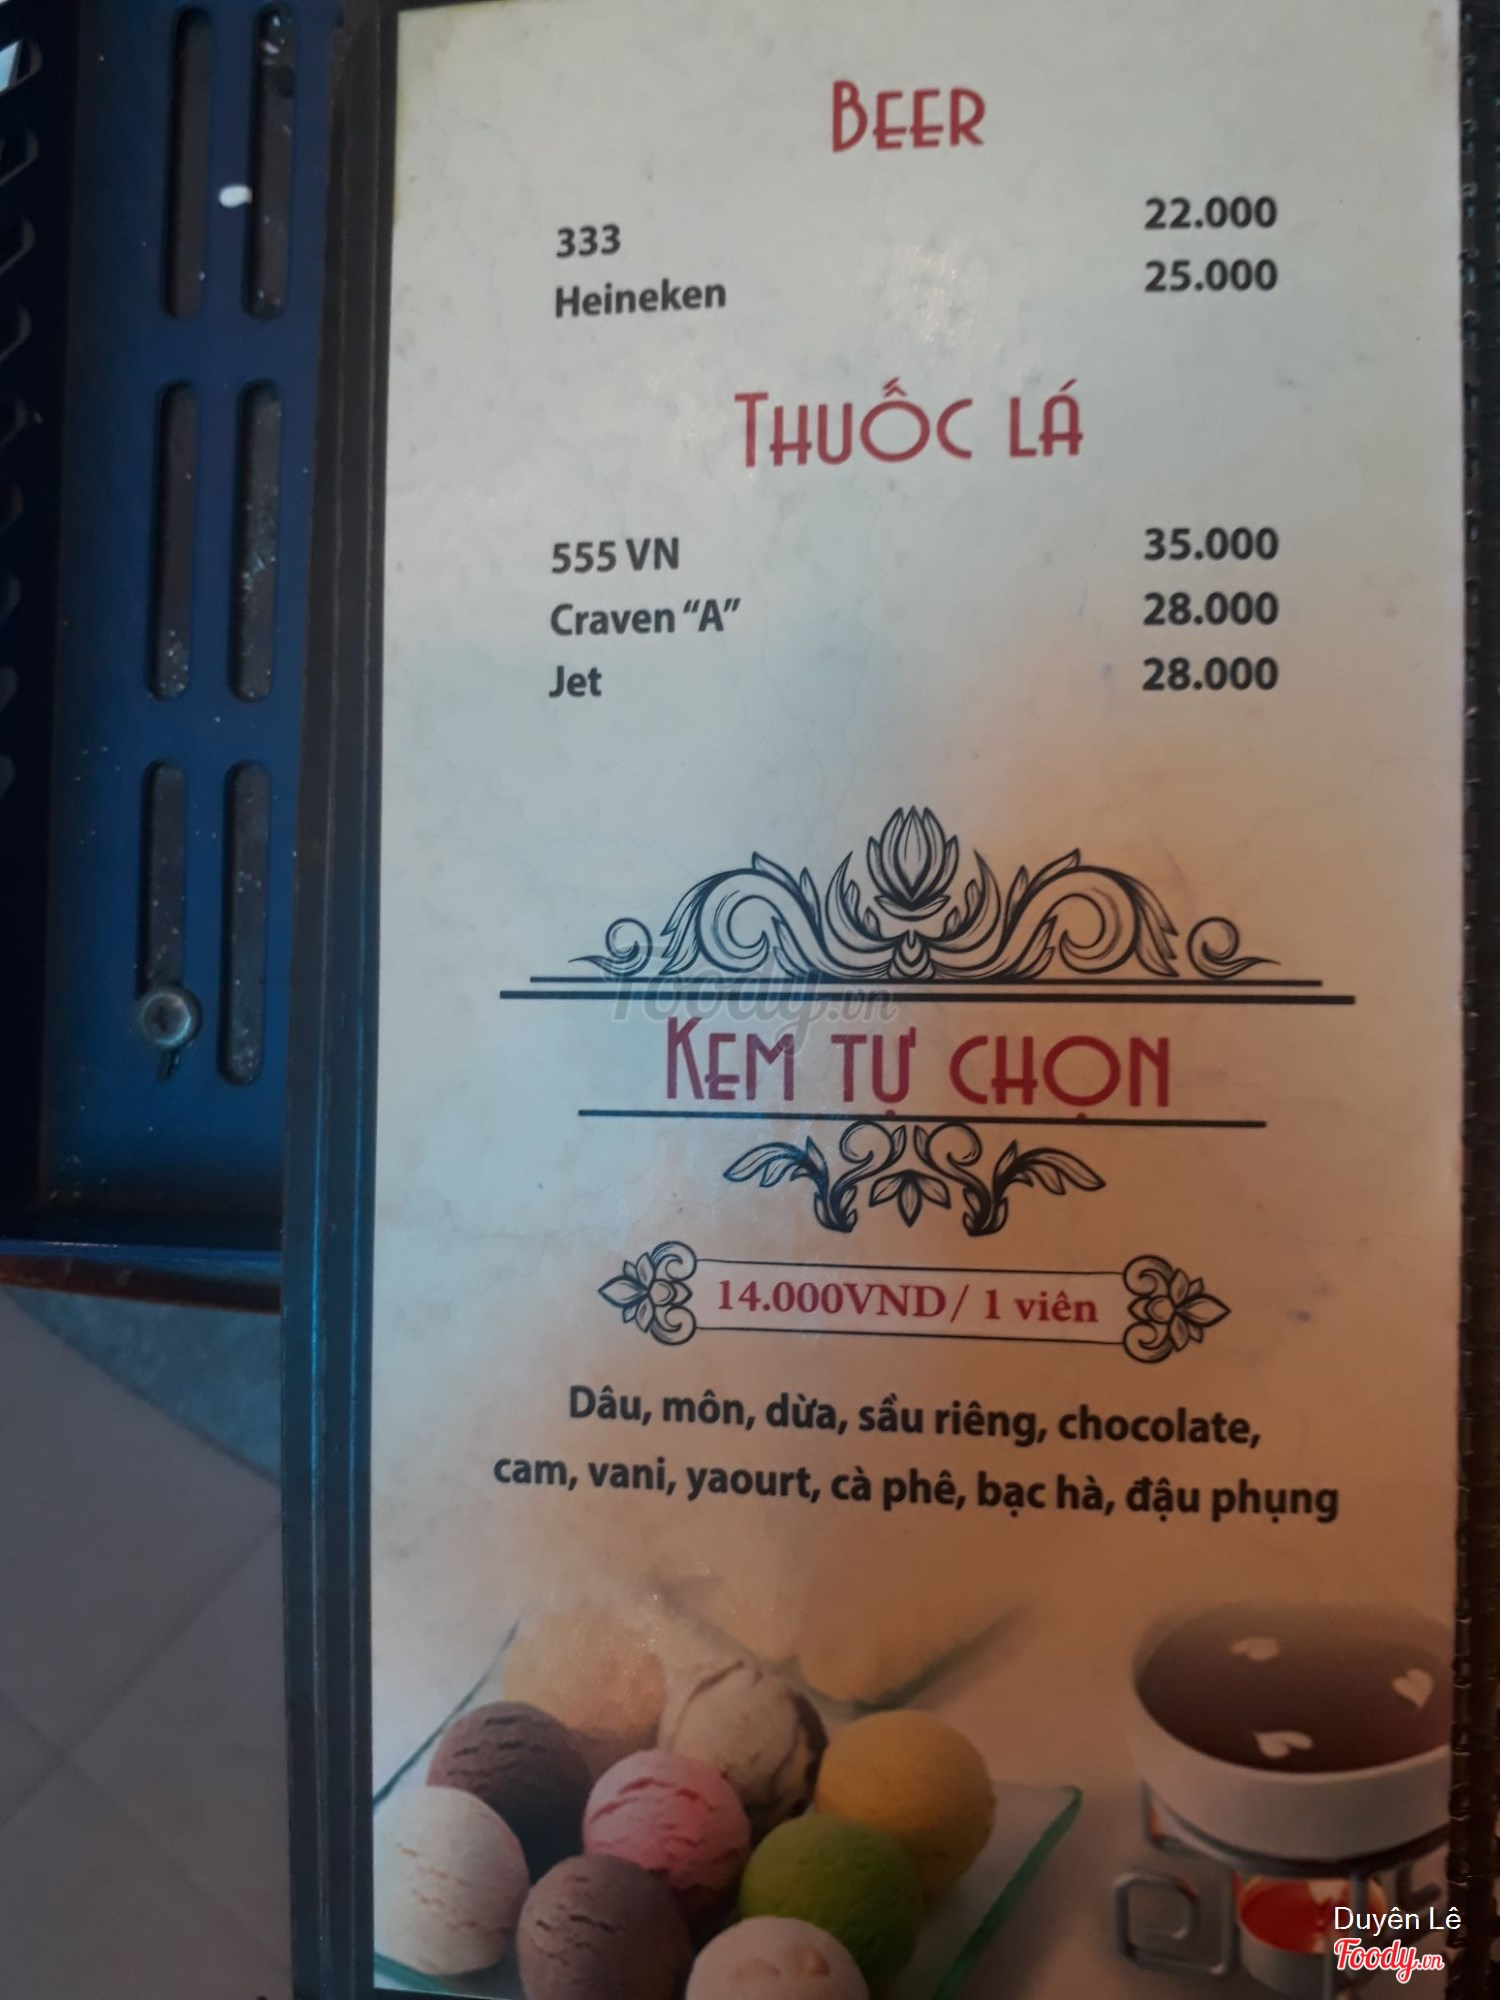 BEER
333 22.000
Heineken 25.000
THUỐC LÁ
555 VN 35.000
Craven “A” 28.000
Jet 28.000
Foody.vn
KEM TỰ CHỌN
14.000VND/ 1 viên
Dâu, môn, dừa, sầu riêng, chocolate,
cam, vani, yaourt, cà phê, bạc hà, đậu phụng
Duyên Lê
Foody.vn